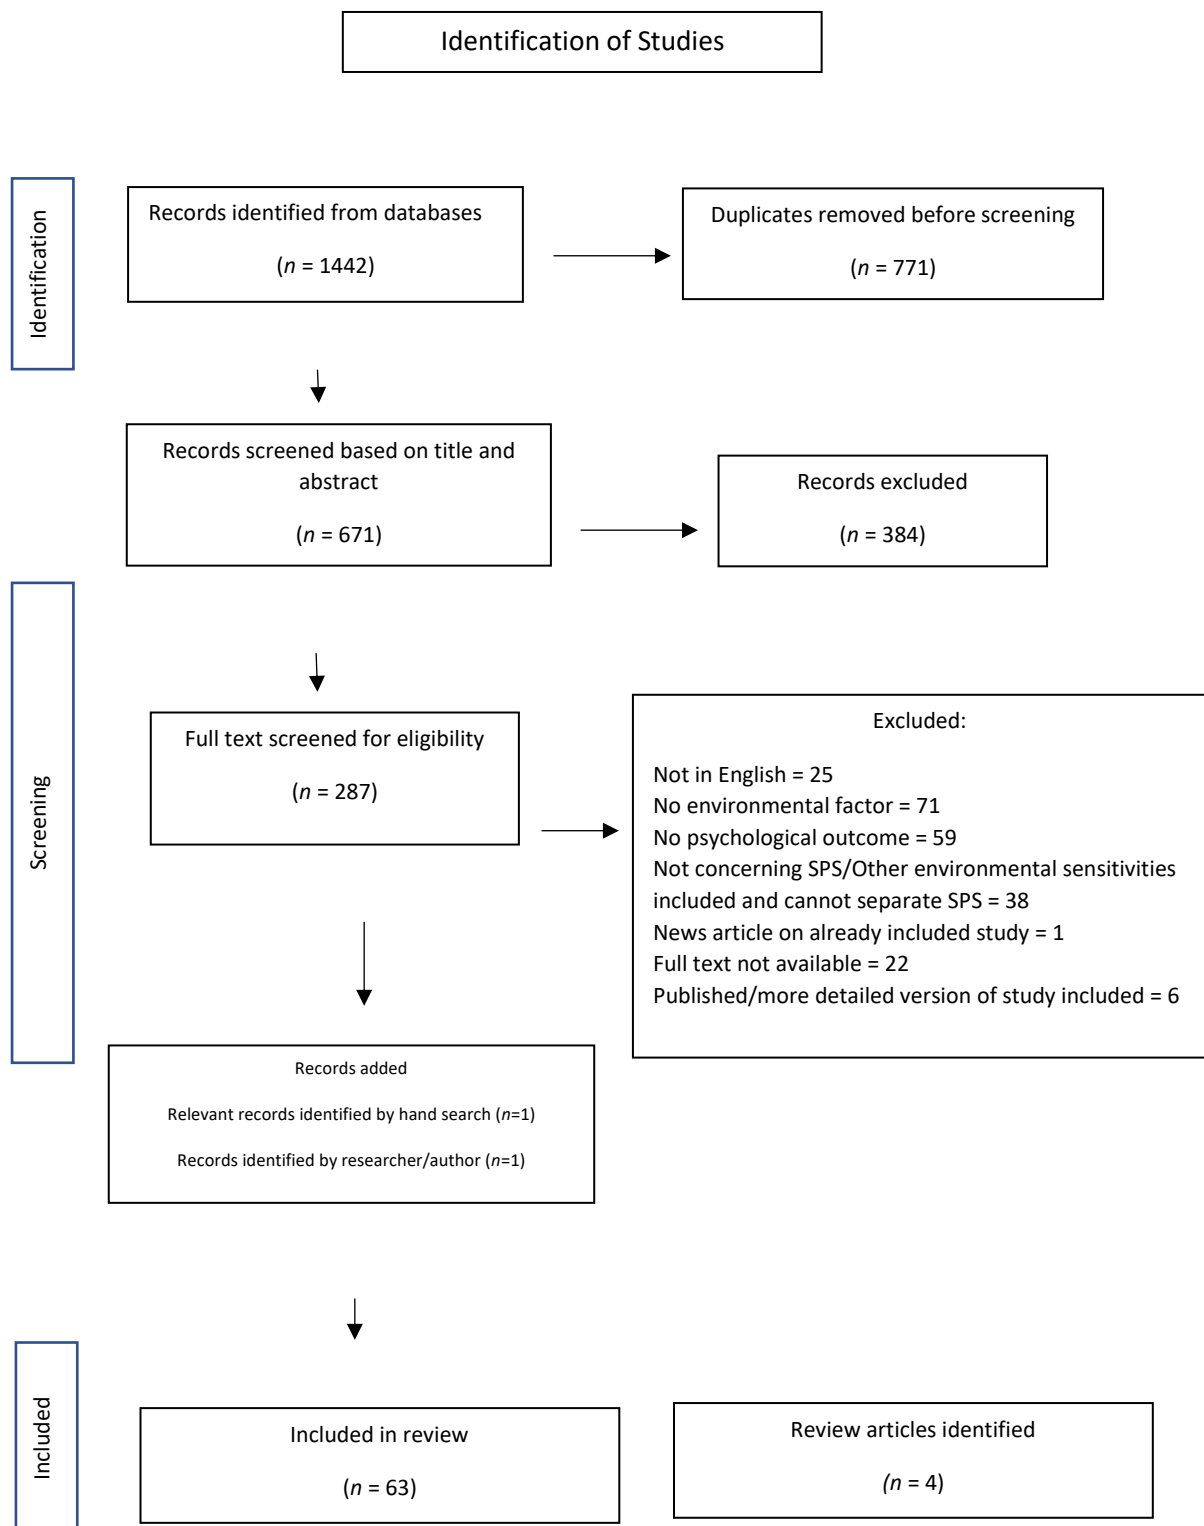 Identification of Studies
Identification
Records identified from databases
(n = 1442)
Duplicates removed before screening
(n = 771)
Records screened based on title and
abstract
(n = 671)
Records excluded
(n = 384)
Screening
Full text screened for eligibility
(n = 287)
Excluded:
Not in English = 25
No environmental factor = 71
No psychological outcome = 59
Not concerning SPS/Other environmental sensitivities
included and cannot separate SPS = 38
News article on already included study = 1
Full text not available = 22
Published/more detailed version of study included = 6
Records added
Relevant records identified by hand search (n=1)
Records identified by researcher/author (n=1)
Included
Included in review
(n = 63)
Review articles identified
(n = 4)